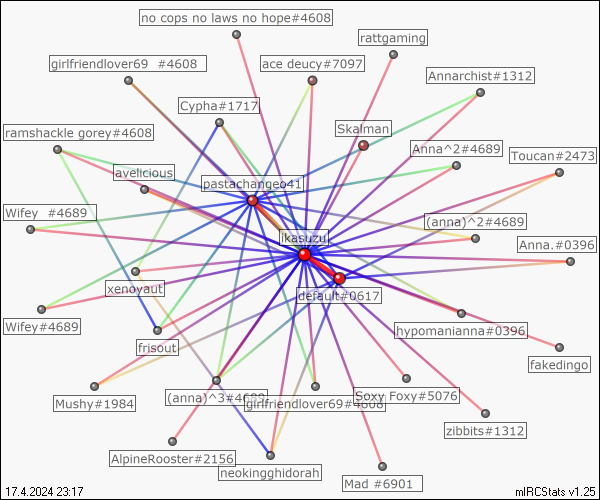 no cops no laws no hope#4608
rattgaming
girlfriendlover69 #4608
ace deucy#7097
Annarchist#1312
Cypha#1717
ramshackle gorey#4608
Skalman
Anna^2#4689
Toucan#2473
avelicious
pastachangeo41
Wifey #4689
(anna)^2#4689
ikasuzu
Anna.#0396
xenoyaut
default#0617
Wifey#4689
hypomanianna#0396
frisout
fakedingo
Mushy#1984
(anna)^3#4689
girlfriendlover69#4608
Soxy Foxy#5076
zibbits#1312
AlpineRooster#2156
neokingghidorah
Mad #6901
17.4.2024 23:17
mIRCStats v1.25